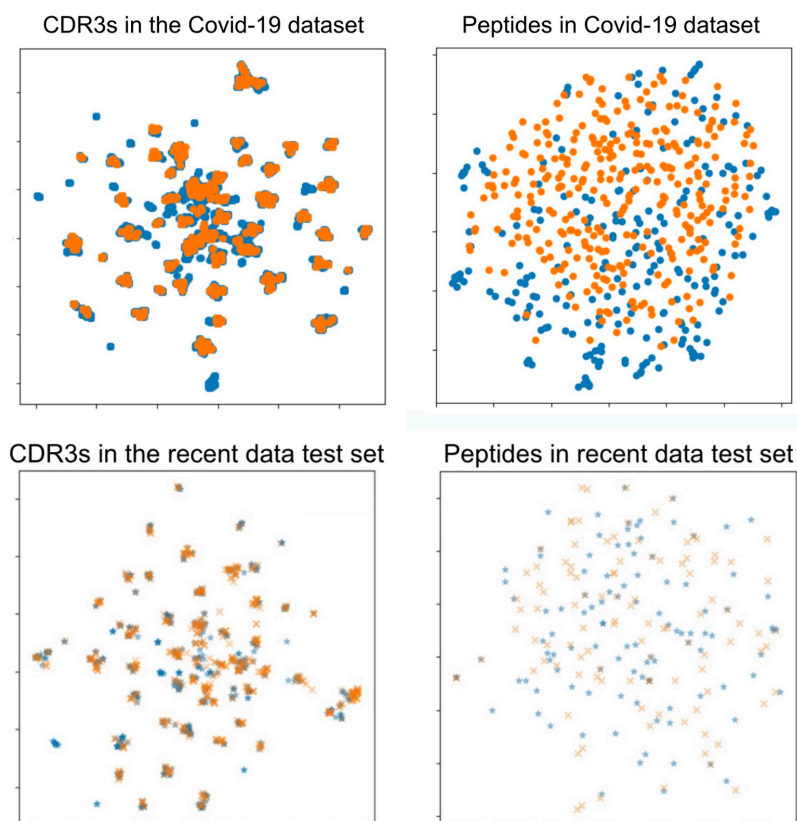 CDR3s in the Covid-19 dataset
Peptides in Covid-19 dataset
CDR3s in the recent data test set
Peptides in recent data test set